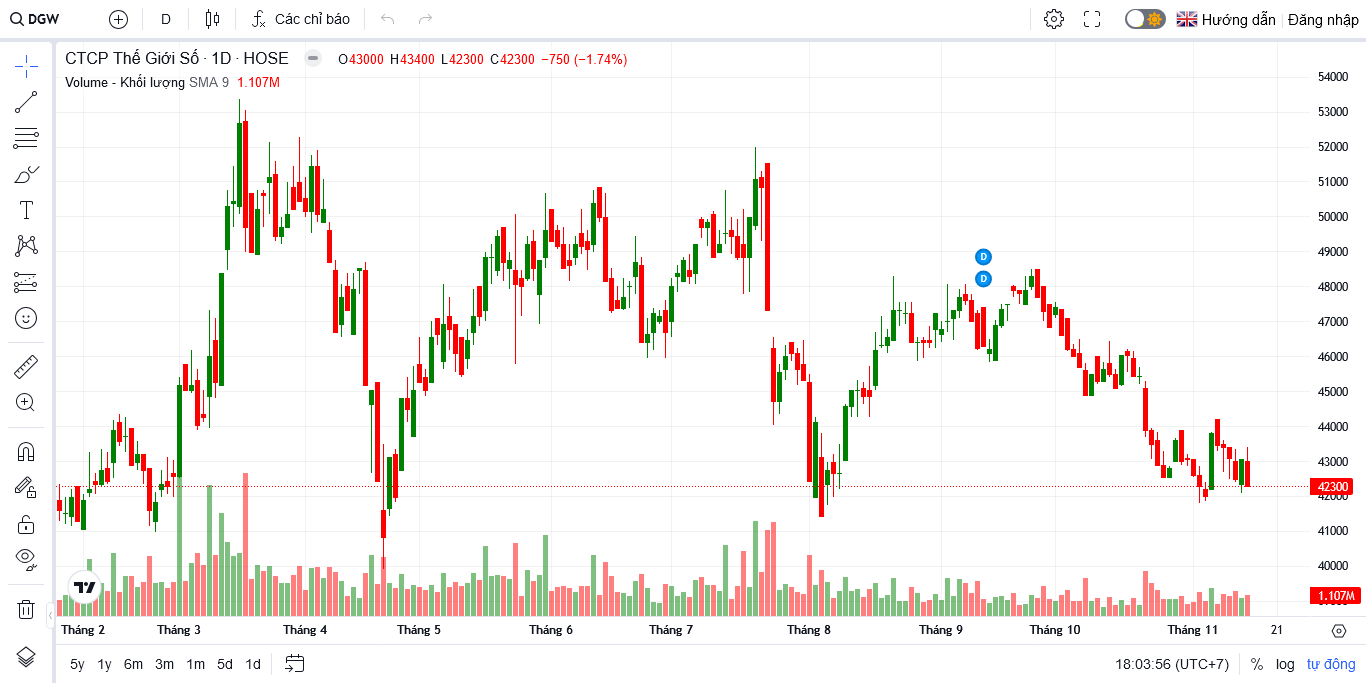 DGW D Các chỉ báo Hướng dẫn Đăng nhập
CTCP Thế Giới Số · 1D · HOSE O43000 H43400 L42300 C42300 −750 (−1.74%)
Volume - Khối lượng SMA 9 1.107M
54000
53000
52000
51000
50000
49000
D
D
48000
47000
46000
45000
44000
43000
42300
42000
41000
40000
1.107M
Tháng 2 Tháng 3 Tháng 4 Tháng 5 Tháng 6 Tháng 7 Tháng 8 Tháng 9 Tháng 10 Tháng 11 21
5y 1y 6m 3m 1m 5d 1d 18:03:56 (UTC+7) % log tự động